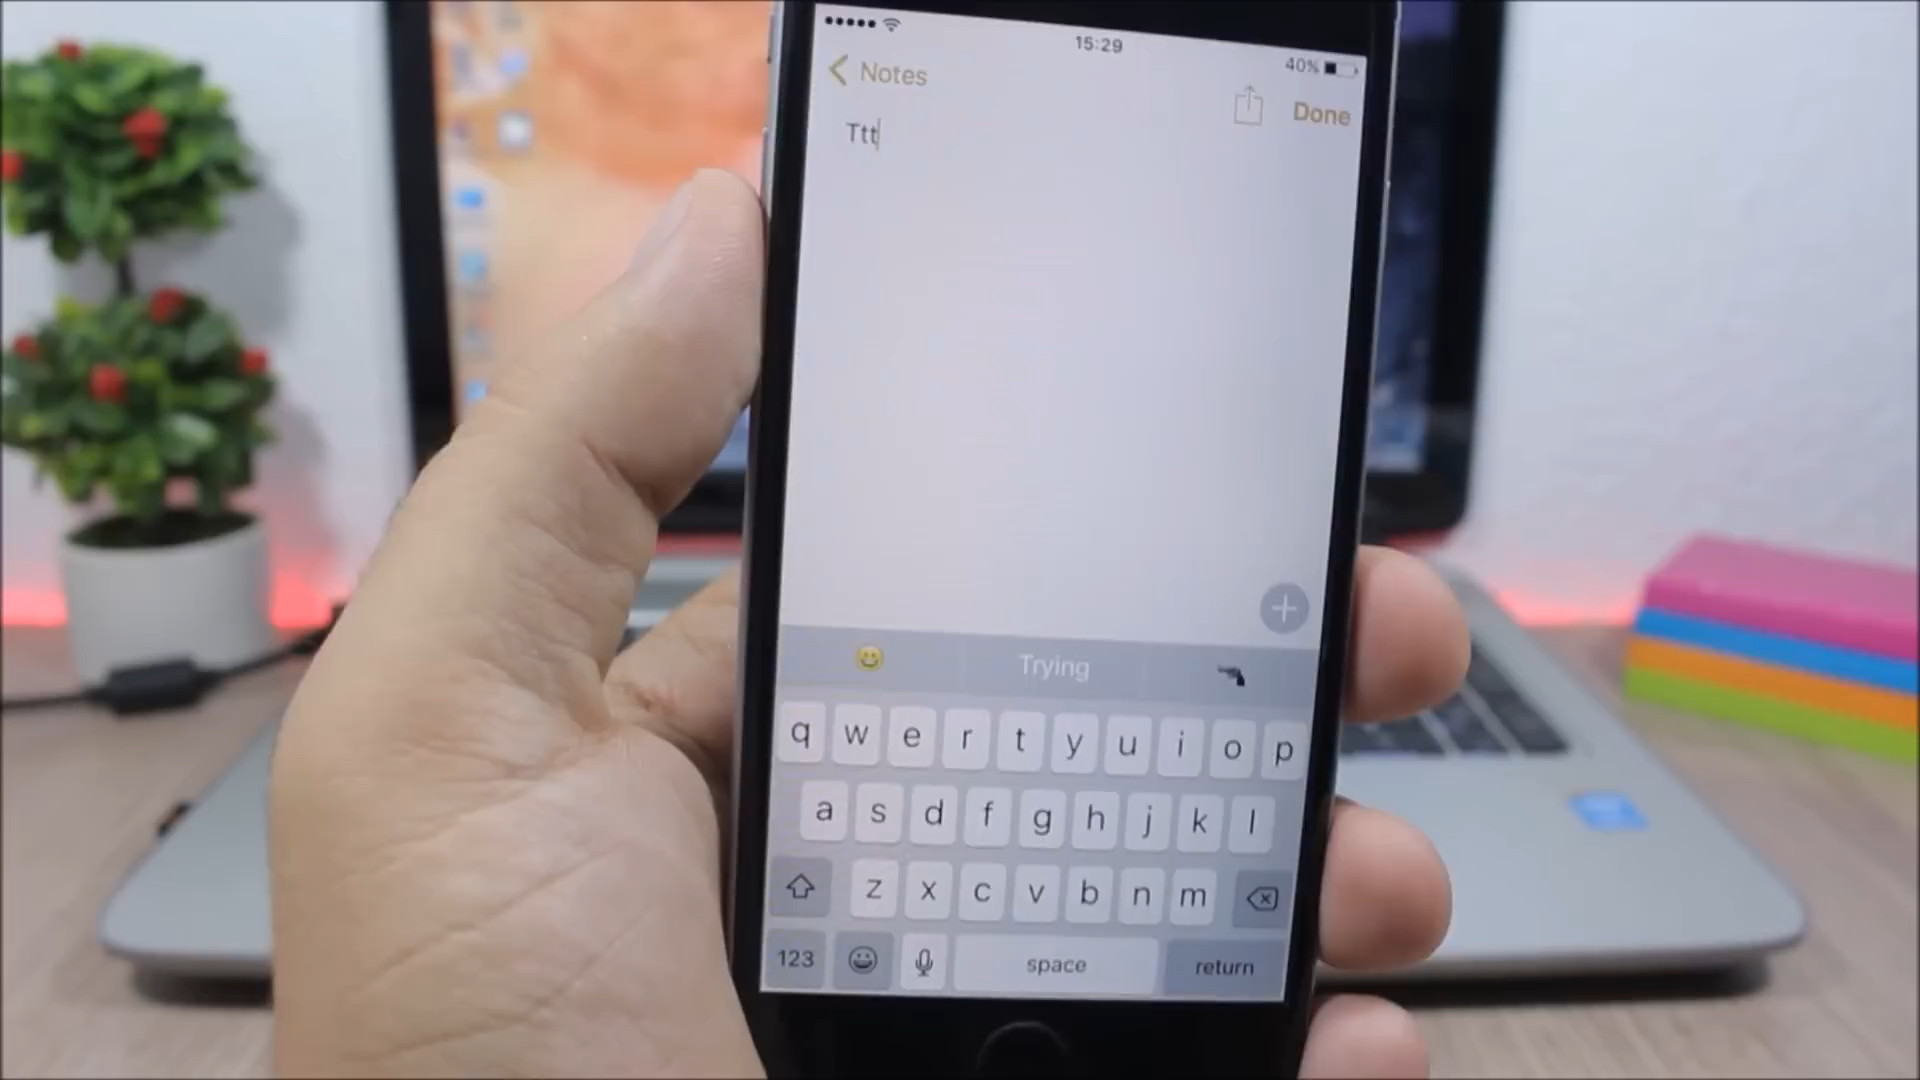 15:29
40%
Notes
Done
Ttt
Trying
q w e r t y u i o p
a s d f g h j k l
z x c v b n m
123 space return